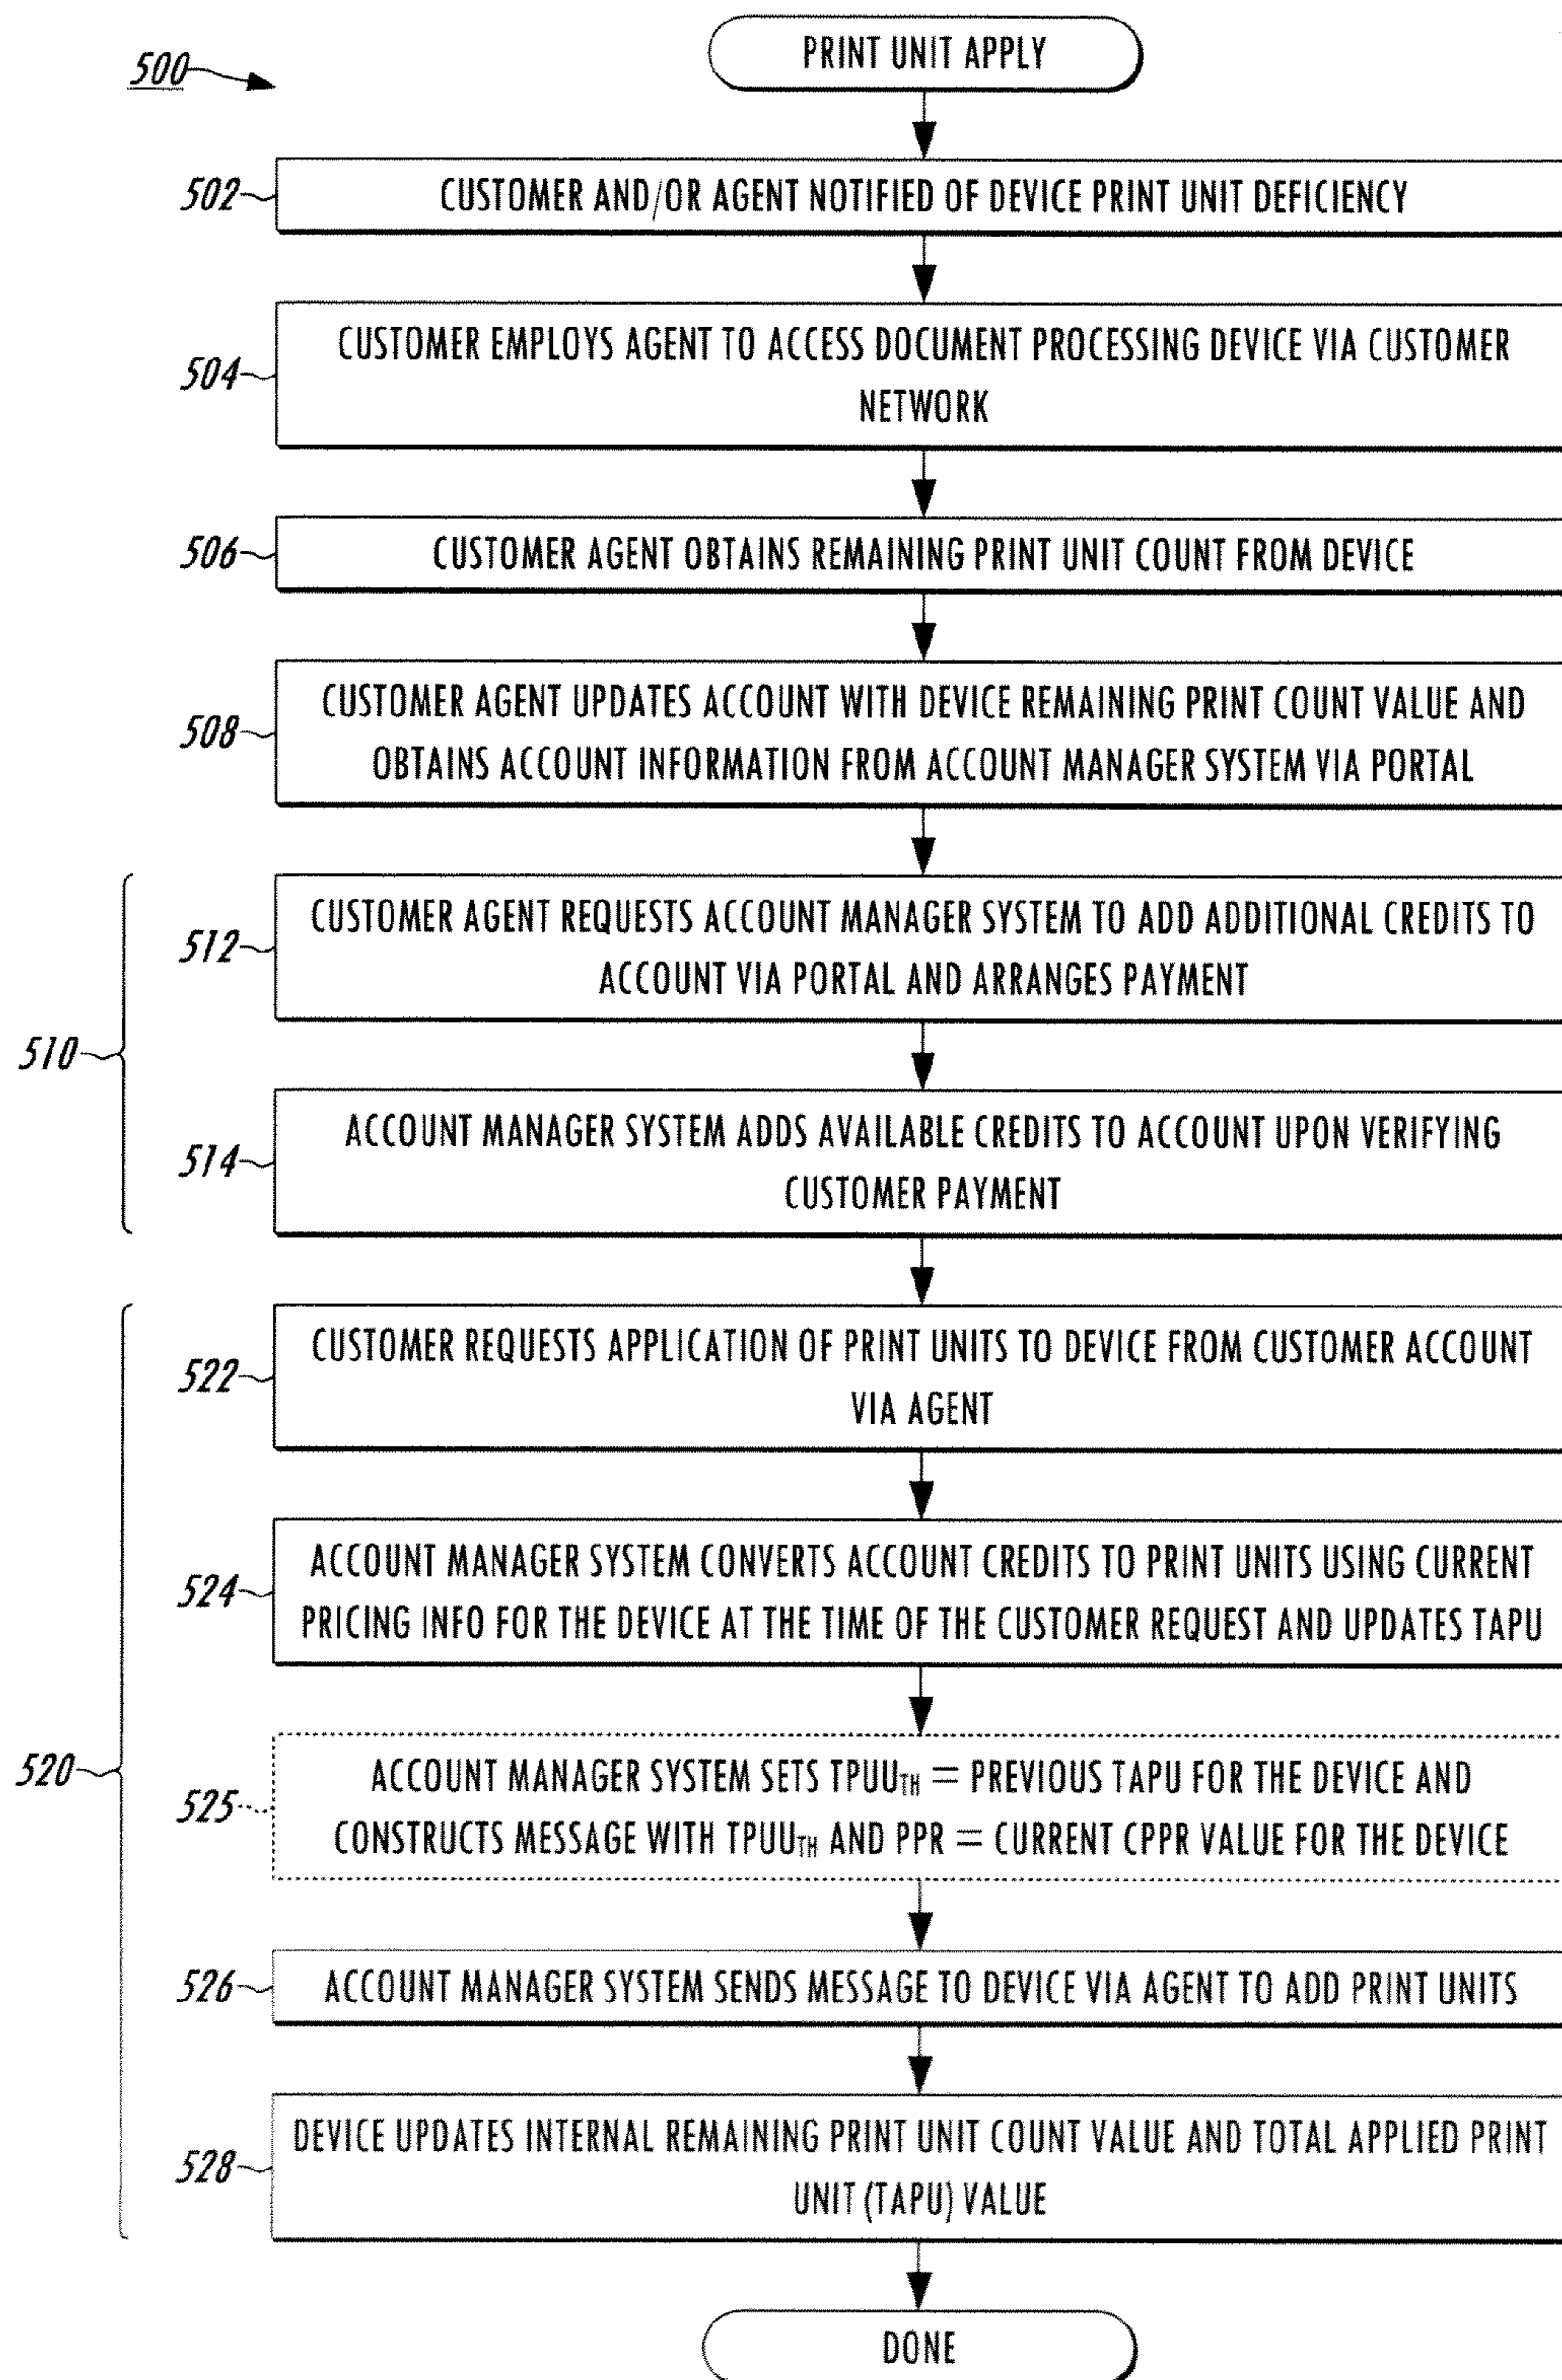 500
PRINT UNIT APPLY
502
CUSTOMER AND/OR AGENT NOTIFIED OF DEVICE PRINT UNIT DEFICIENCY
504
CUSTOMER EMPLOYS AGENT TO ACCESS DOCUMENT PROCESSING DEVICE VIA CUSTOMER
NETWORK
506
CUSTOMER AGENT OBTAINS REMAINING PRINT UNIT COUNT FROM DEVICE
508
CUSTOMER AGENT UPDATES ACCOUNT WITH DEVICE REMAINING PRINT COUNT VALUE AND
OBTAINS ACCOUNT INFORMATION FROM ACCOUNT MANAGER SYSTEM VIA PORTAL
510
512
CUSTOMER AGENT REQUESTS ACCOUNT MANAGER SYSTEM TO ADD ADDITIONAL CREDITS TO
ACCOUNT VIA PORTAL AND ARRANGES PAYMENT
514
ACCOUNT MANAGER SYSTEM ADDS AVAILABLE CREDITS TO ACCOUNT UPON VERIFYING
CUSTOMER PAYMENT
520
522
CUSTOMER REQUESTS APPLICATION OF PRINT UNITS TO DEVICE FROM CUSTOMER ACCOUNT
VIA AGENT
524
ACCOUNT MANAGER SYSTEM CONVERTS ACCOUNT CREDITS TO PRINT UNITS USING CURRENT
PRICING INFO FOR THE DEVICE AT THE TIME OF THE CUSTOMER REQUEST AND UPDATES TAPU
525
ACCOUNT MANAGER SYSTEM SETS TPUUTH = PREVIOUS TAPU FOR THE DEVICE AND
CONSTRUCTS MESSAGE WITH TPUUTH AND PPR = CURRENT CPPR VALUE FOR THE DEVICE
526
ACCOUNT MANAGER SYSTEM SENDS MESSAGE TO DEVICE VIA AGENT TO ADD PRINT UNITS
528
DEVICE UPDATES INTERNAL REMAINING PRINT UNIT COUNT VALUE AND TOTAL APPLIED PRINT
UNIT (TAPU) VALUE
DONE